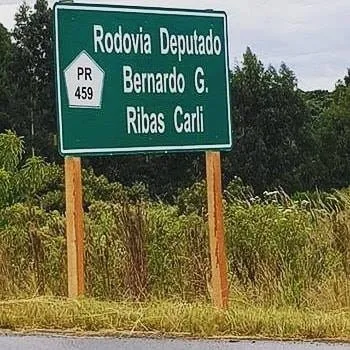 Rodovia Deputado
PR
459
Bernardo G.
Ribas Carli